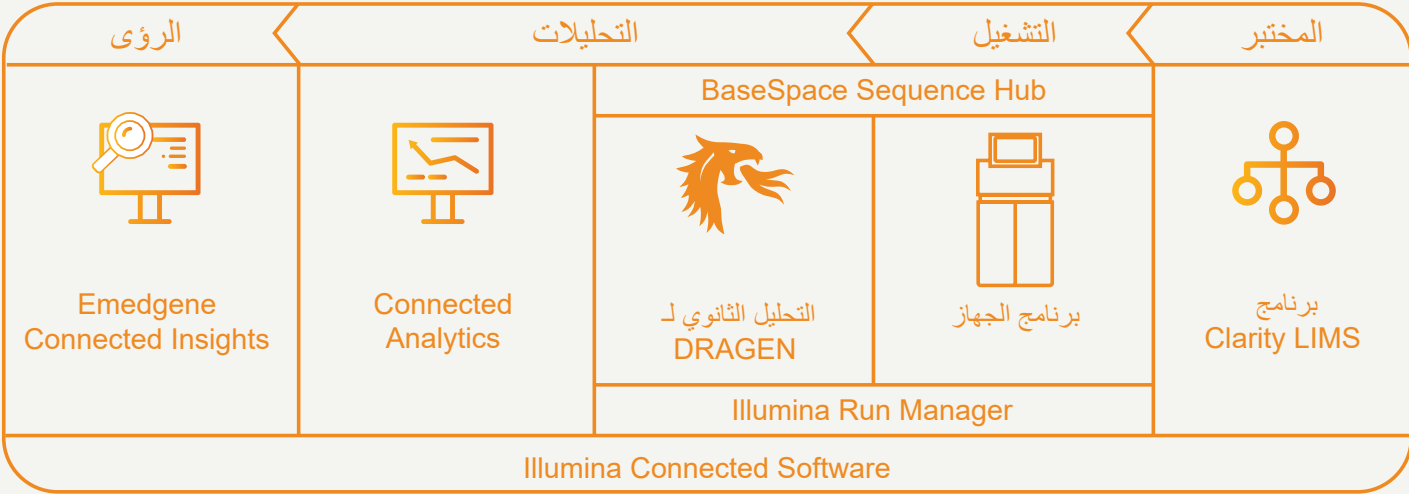 المختبر
التشغيل
التحليلات
الرؤى
BaseSpace Sequence Hub
برنامج
Clarity LIMS
برنامج الجهاز
التحليل الثانوي لـ
DRAGEN
Connected
Analytics
Emedgene
Connected Insights
Illumina Run Manager
Illumina Connected Software